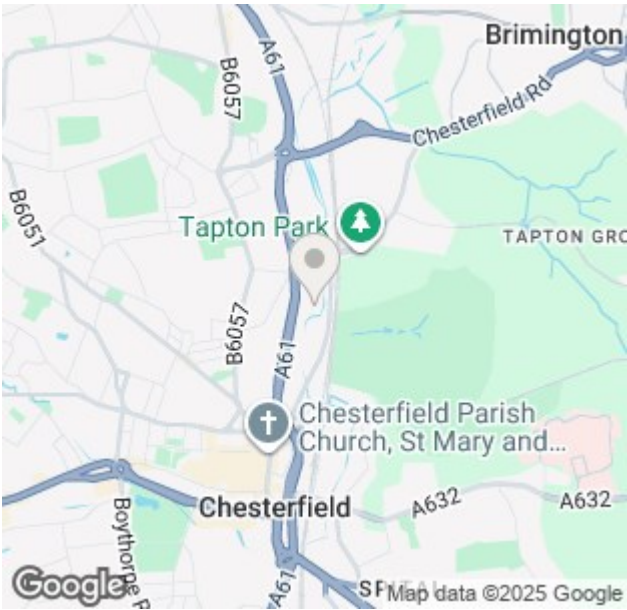 Brimington
A61
B6057
Chesterfield Rd
B6051
Tapton Park
TAPTON GRO
B6057
A61
Chesterfield Parish
Church, St Mary and...
Chesterfield
A632
A632
Boythorpe R
A61
Google
Map data ©2025 Google